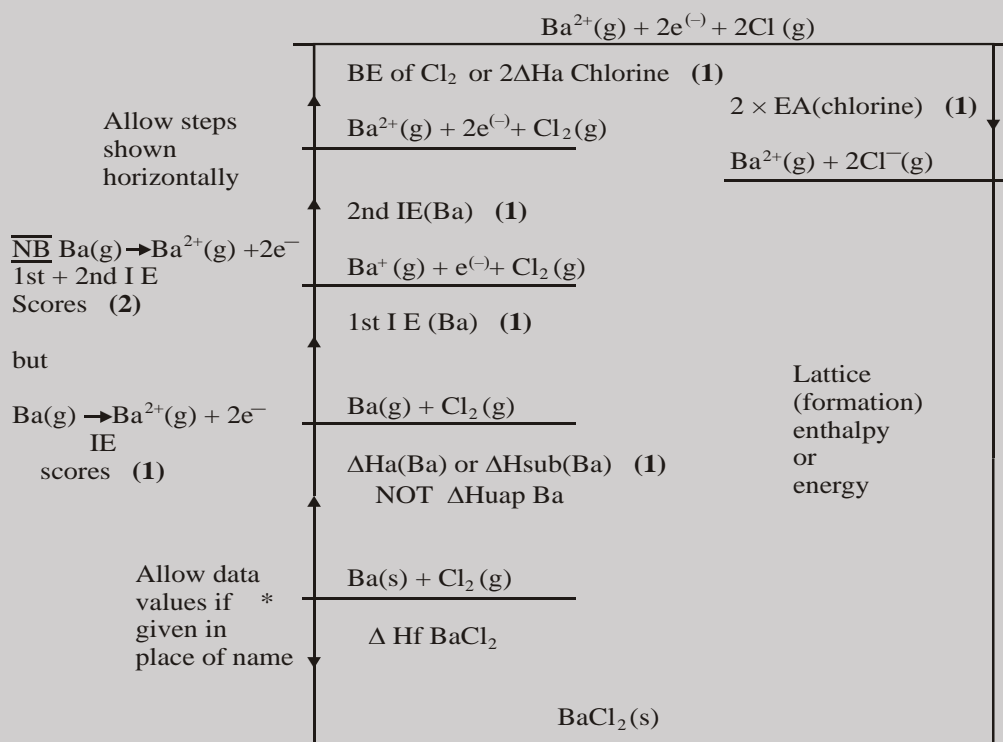 Ba²⁺(g) + 2e⁽⁻⁾ + 2Cl (g)
BE of Cl₂ or 2ΔHa Chlorine (1)
2 × EA(chlorine) (1)
Allow steps
shown
horizontally
Ba²⁺(g) + 2e⁽⁻⁾+ Cl₂(g)
Ba²⁺(g) + 2Cl⁻(g)
2nd IE(Ba) (1)
NB Ba(g) → Ba²⁺(g) +2e⁻
1st + 2nd I E
Scores (2)
Ba⁺ (g) + e⁽⁻⁾+ Cl₂ (g)
1st I E (Ba) (1)
but
Ba(g) → Ba²⁺(g) + 2e⁻
IE
scores (1)
Ba(g) + Cl₂ (g)
Lattice
(formation)
enthalpy
or
energy
ΔHa(Ba) or ΔHsub(Ba) (1)
NOT ΔHuap Ba
Ba(s) + Cl₂ (g)
Allow data
values if *
given in
place of name
Δ Hf BaCl₂
BaCl₂(s)